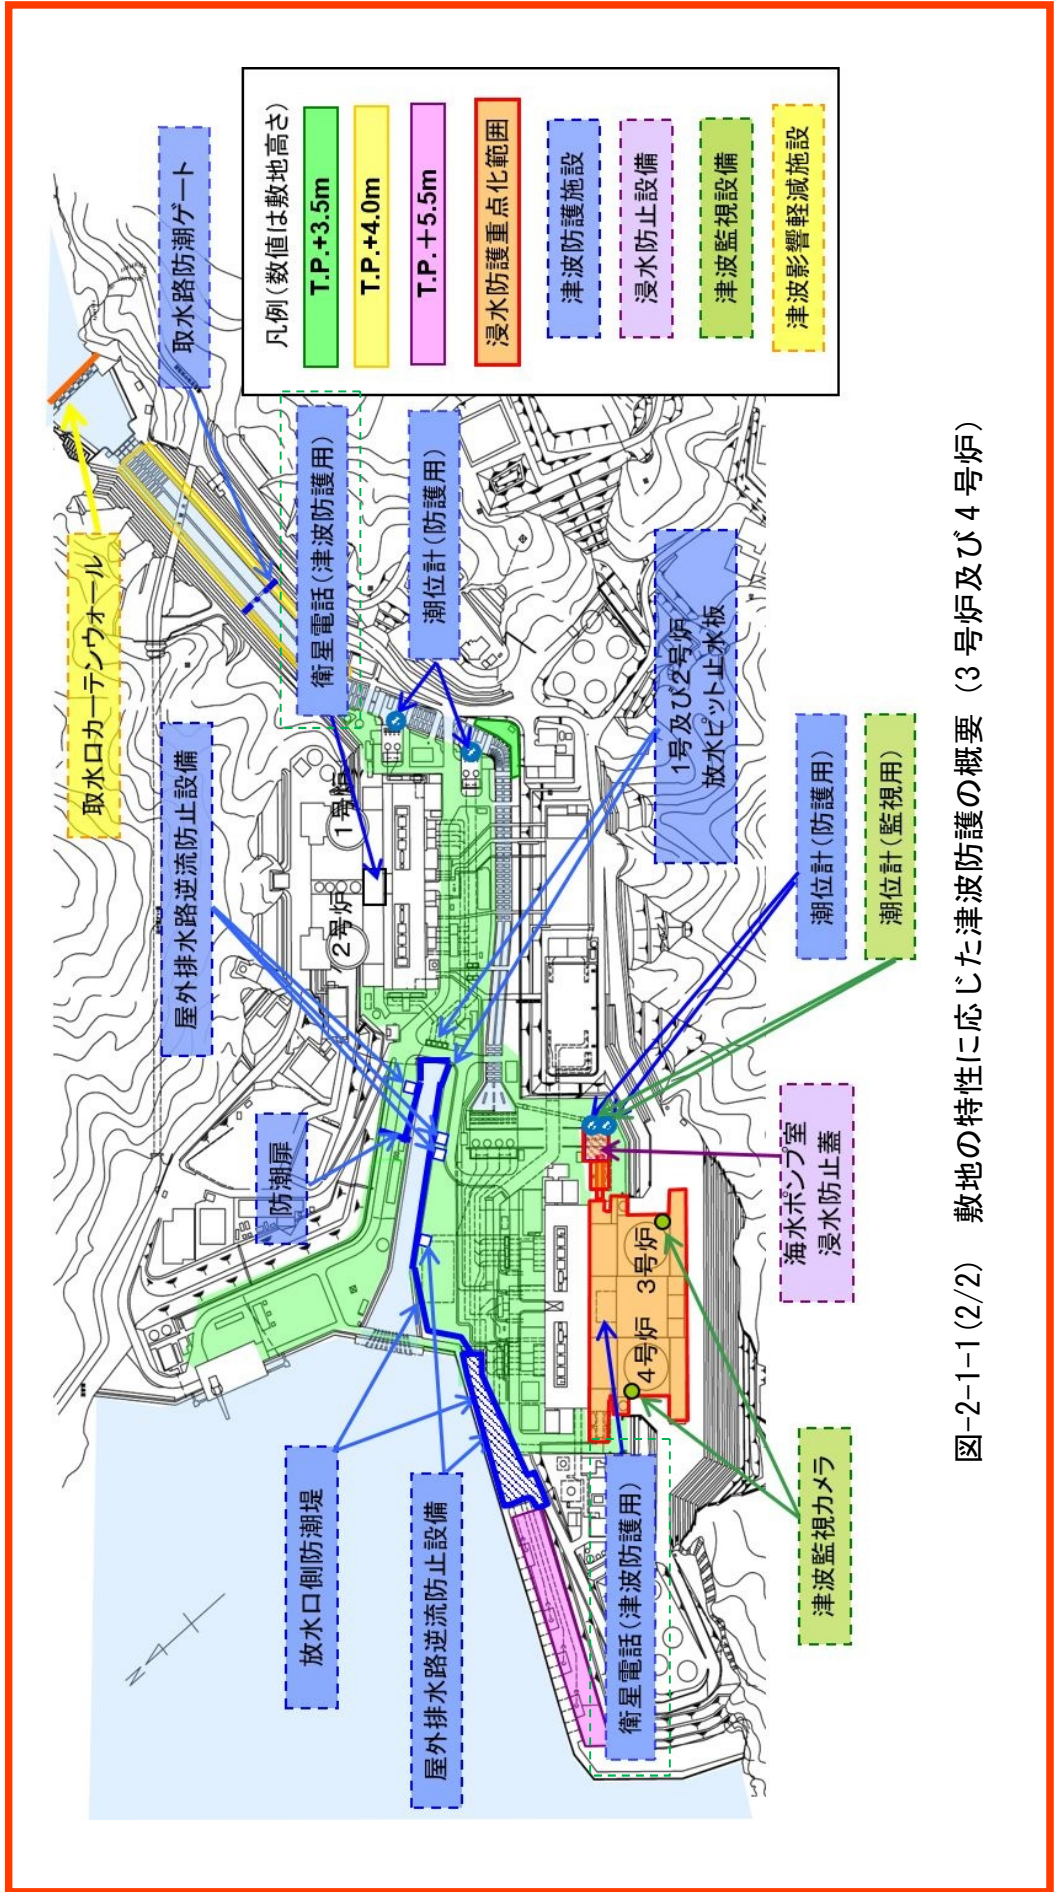 凡例(数値は敷地高さ)
T.P.+3.5m
T.P.+4.0m
T.P.＋5.5m
浸水防護重点化範囲
津波防護施設
浸水防止設備
津波監視設備
津波影響軽減施設
取水路防潮ゲート
取水口カーテンウォール
衛星電話(津波防護用)
潮位計(防護用)
屋外排水路逆流防止設備
1号炉
2号炉
1号及び2号炉
放水ピット止水板
防潮扉
潮位計(防護用)
潮位計(監視用)
海水ポンプ室
浸水防止蓋
3号炉
4号炉
放水口側防潮堤
屋外排水路逆流防止設備
衛星電話(津波防護用)
津波監視カメラ
N
図-2-1-1(2/2)　敷地の特性に応じた津波防護の概要（3 号炉及び 4 号炉）